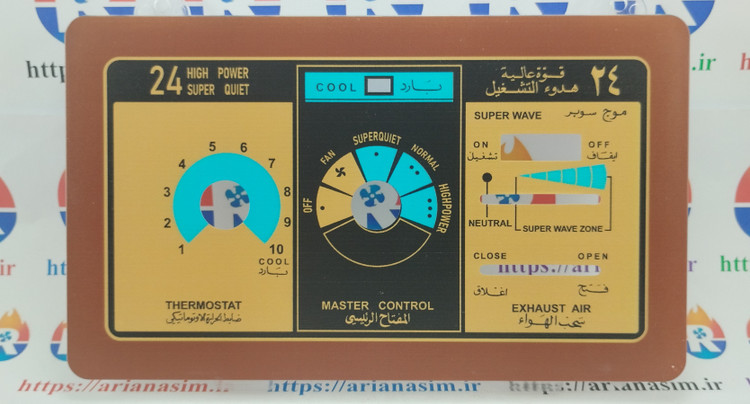 24 HIGH POWER
SUPER QUIET
COOL بارد
قوة عالية
هدوء التشغيل
٢٤
4 5 6 7
3 8
2 9
1 10
COOL
بارد
THERMOSTAT
OFF FAN SUPERQUIET NORMAL HIGHPOWER
MASTER CONTROL
المفتاح الرئيسي
SUPER WAVE موج سوبر
ON OFF
تشغيل ايقاف
NEUTRAL SUPER WAVE ZONE
CLOSE OPEN
https://ari
اغلاق فتح
EXHAUST AIR
سحب الهواء
https://arianasim.ir
https://arianasim.ir
https://arianasim.ir